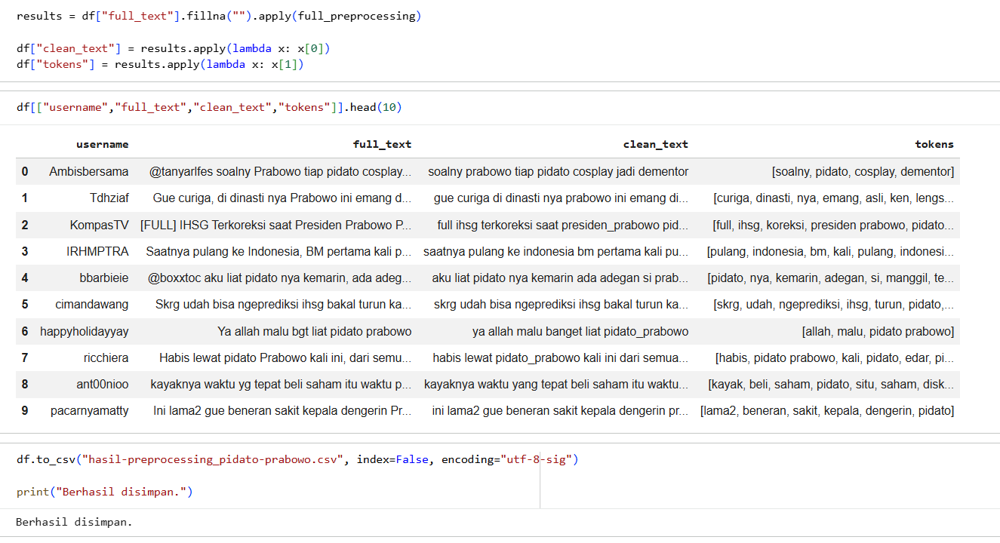 results = df["full_text"].fillna("").apply(full_preprocessing)
df["clean_text"] = results.apply(lambda x: x[0])
df["tokens"] = results.apply(lambda x: x[1])
df[["username","full_text","clean_text","tokens"]].head(10)
username full_text clean_text tokens
0 Ambisbersama @tanyarlfes soalny Prabowo tiap pidato cosplay... soalny prabowo tiap pidato cosplay jadi dementor [soalny, pidato, cosplay, dementor]
1 Tdhziaf Gue curiga, di dinasti nya Prabowo ini emang d... gue curiga di dinasti nya prabowo ini emang di... [curiga, dinasti, nya, emang, asli, ken, lengs...
2 KompasTV [FULL] IHSG Terkoreksi saat Presiden Prabowo P... full ihsg terkoreksi saat presiden_prabowo pid... [full, ihsg, koreksi, presiden prabowo, pidato...
3 IRHMPTRA Saatnya pulang ke Indonesia, BM pertama kali p... saatnya pulang ke indonesia bm pertama kali pu... [pulang, indonesia, bm, kali, pulang, indonesi...
4 bbarbieie @boxxtoc aku liat pidato nya kemarin, ada adeg... aku liat pidato nya kemarin ada adegan si prab... [pidato, nya, kemarin, adegan, si, manggil, te...
5 cimandawang Skrg udah bisa ngeprediksi ihsg bakal turun ka... skrg udah bisa ngeprediksi ihsg bakal turun ka... [skrg, udah, ngeprediksi, ihsg, turun, pidato,...
6 happyholidayyay Ya allah malu bgt liat pidato prabowo ya allah malu banget liat pidato_prabowo [allah, malu, pidato prabowo]
7 ricchiera Habis lewat pidato Prabowo kali ini, dari semu... habis lewat pidato_prabowo kali ini dari semua... [habis, pidato prabowo, kali, pidato, edar, pi...
8 ant00nioo kayaknya waktu yg tepat beli saham itu waktu p... kayaknya waktu yang tepat beli saham itu waktu... [kayak, beli, saham, pidato, situ, saham, disk...
9 pacarnyamatty Ini lama2 gue beneran sakit kepala dengerin Pr... ini lama2 gue beneran sakit kepala dengerin pr... [lama2, beneran, sakit, kepala, dengerin, pidato]
df.to_csv("hasil-preprocessing_pidato-prabowo.csv", index=False, encoding="utf-8-sig")
print("Berhasil disimpan.")
Berhasil disimpan.